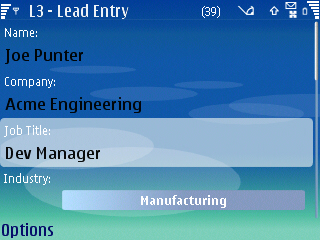 L3 - Lead Entry (39)
Name:
Joe Punter
Company:
Acme Engineering
Job Title:
Dev Manager
Industry:
Manufacturing
Options